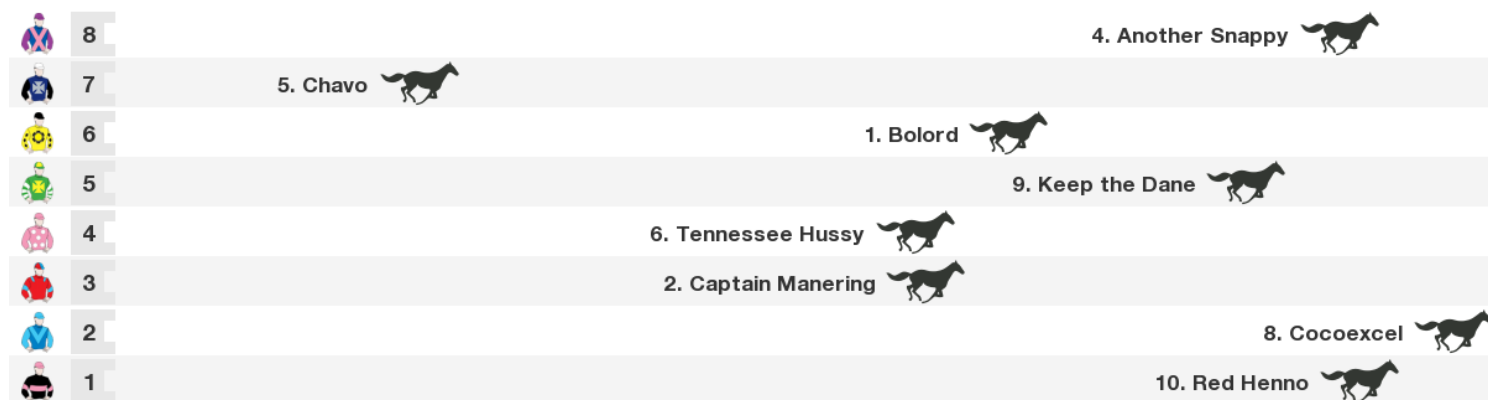 8 4. Another Snappy
7 5. Chavo
6 1. Bolord
5 9. Keep the Dane
4 6. Tennessee Hussy
3 2. Captain Manering
2 8. Cocoexcel
1 10. Red Henno